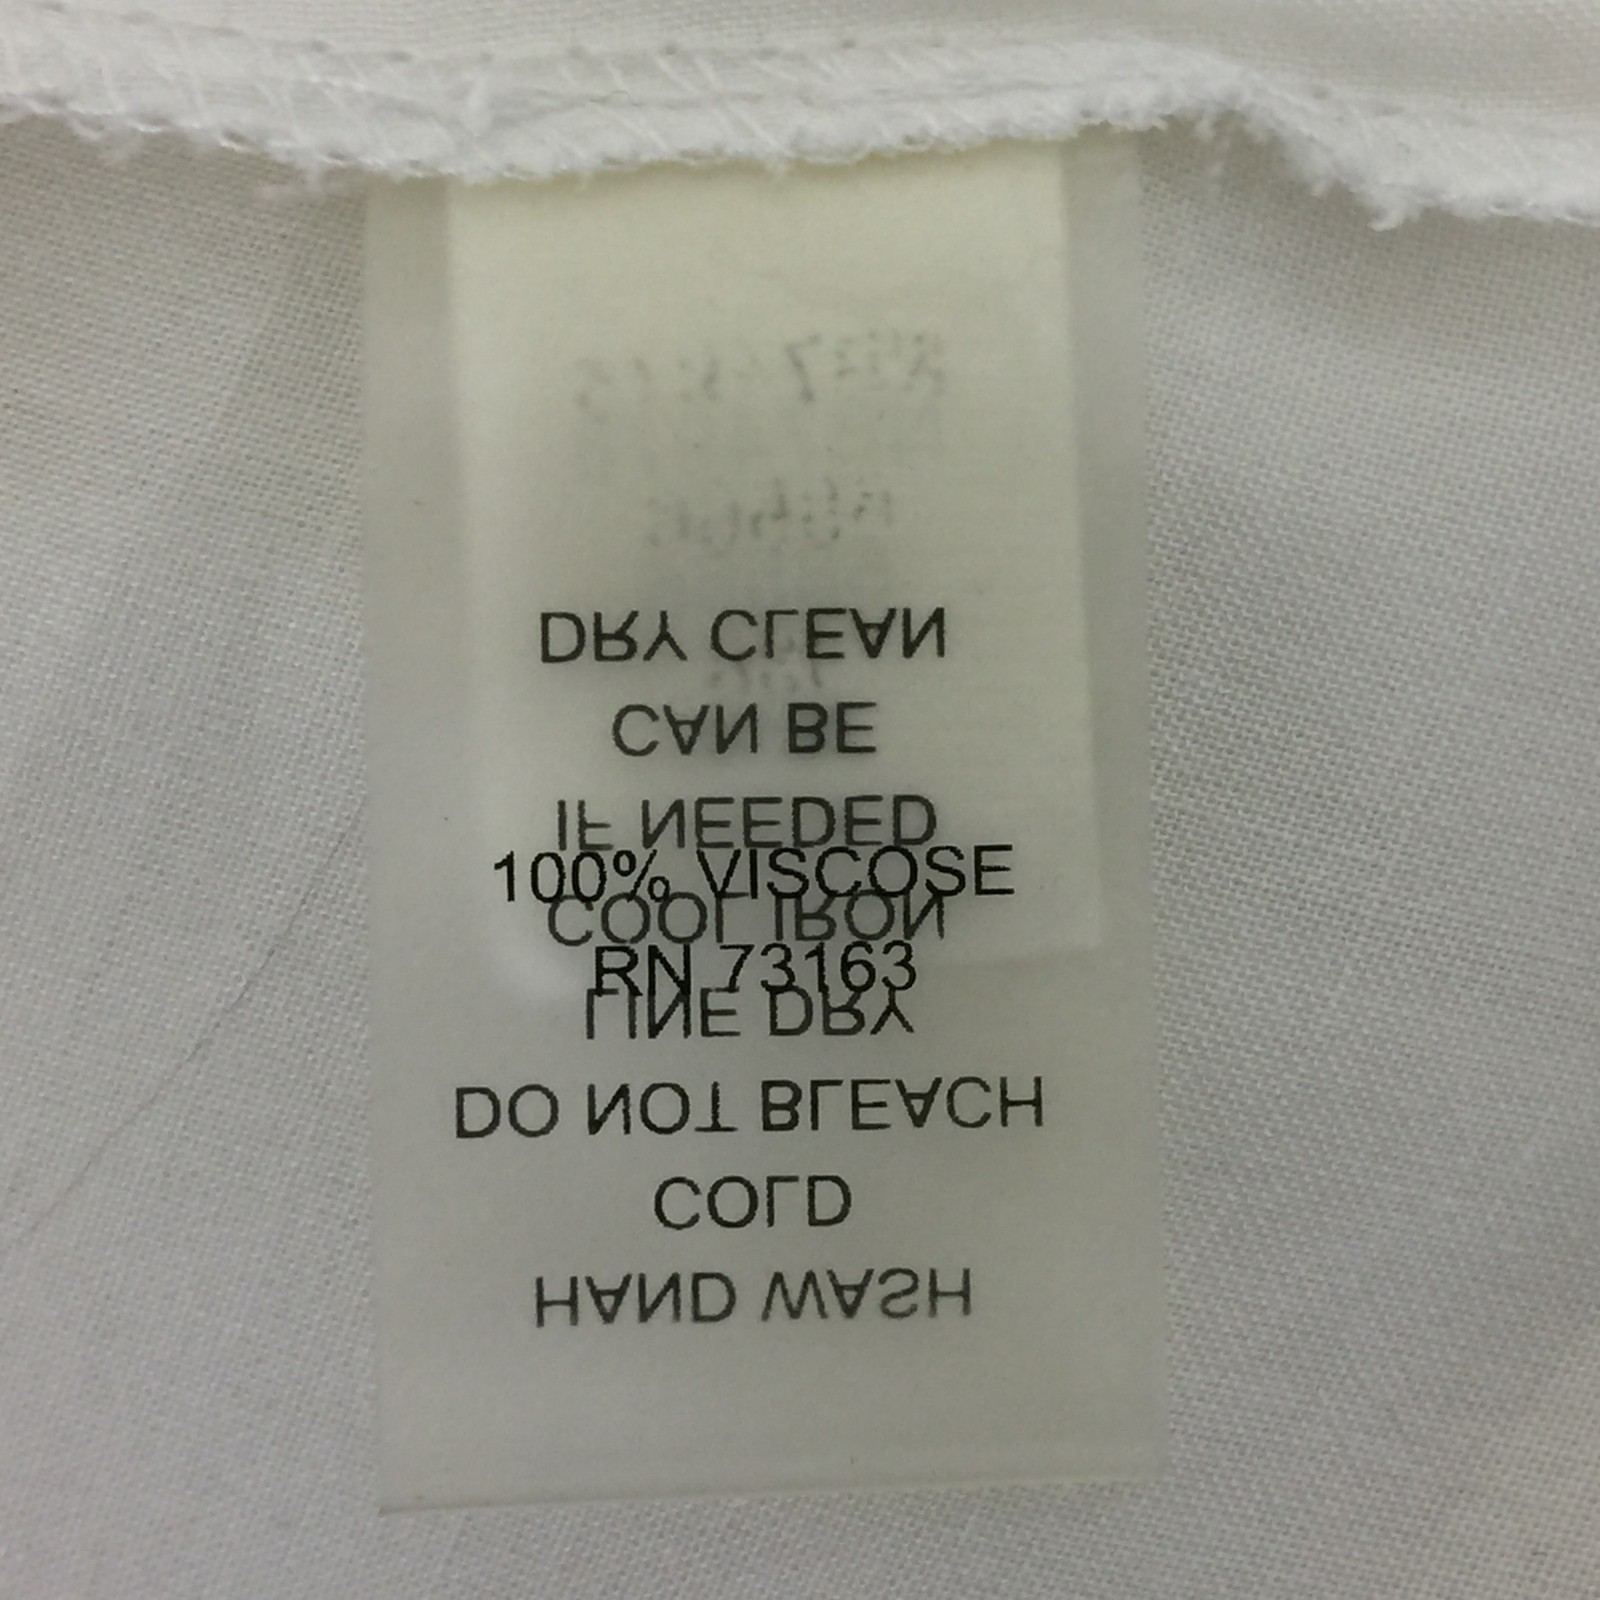 100% VISCOSE
RN 73163
HAND WASH
COLD
DO NOT BLEACH
LINE DRY
COOL IRON
IF NEEDED
CAN BE
DRY CLEAN